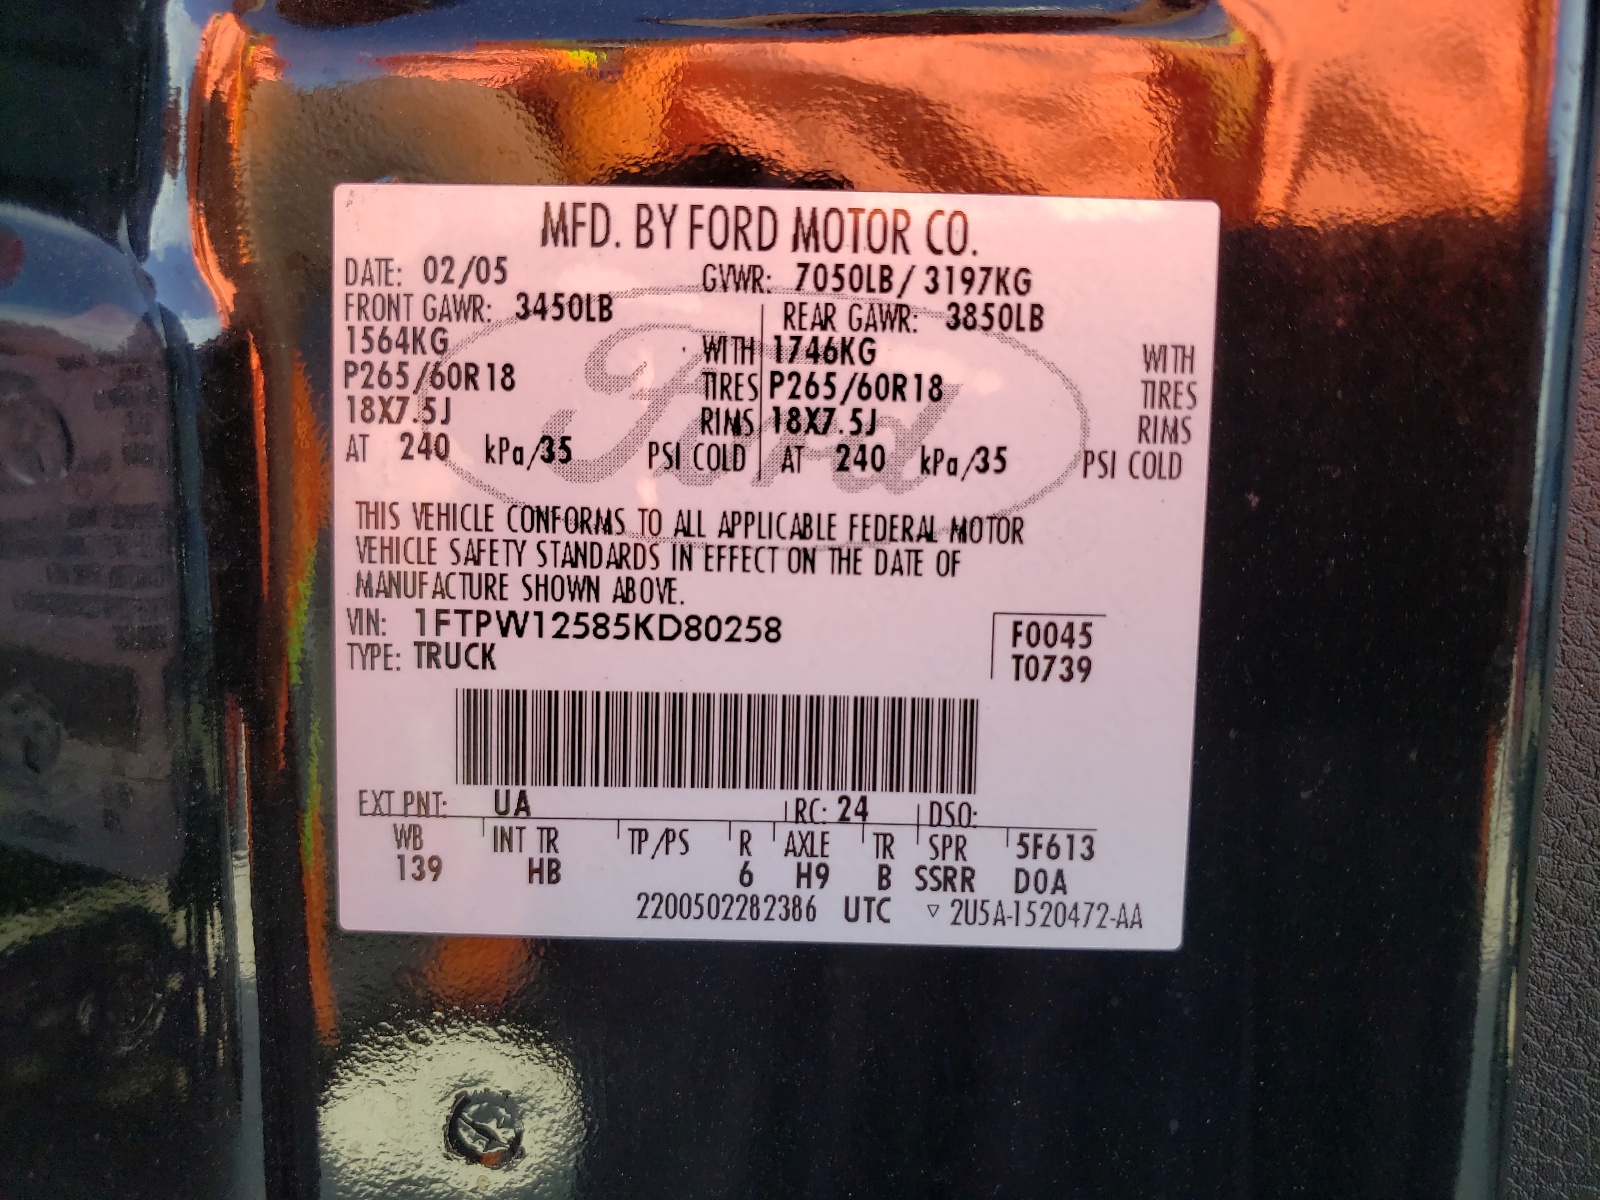 MFD. BY FORD MOTOR CO.
DATE: 02/05 GVWR: 7050LB / 3197KG
FRONT GAWR: 3450LB REAR GAWR: 3850LB
1564KG WITH 1746KG WITH
P265/60R18 TIRES P265/60R18 TIRES
18X7.5J RIMS 18X7.5J RIMS
AT 240 kPa/35 PSI COLD AT 240 kPa/35 PSI COLD
Ford
THIS VEHICLE CONFORMS TO ALL APPLICABLE FEDERAL MOTOR
VEHICLE SAFETY STANDARDS IN EFFECT ON THE DATE OF
MANUFACTURE SHOWN ABOVE.
VIN: 1FTPW12585KD80258 F0045
TYPE: TRUCK T0739
EXT PNT: UA RC: 24 DSO:
WB INT TR TP/PS R AXLE TR SPR 5F613
139 HB 6 H9 B SSRR D0A
2200502282386 UTC ▽ 2U5A-1520472-AA